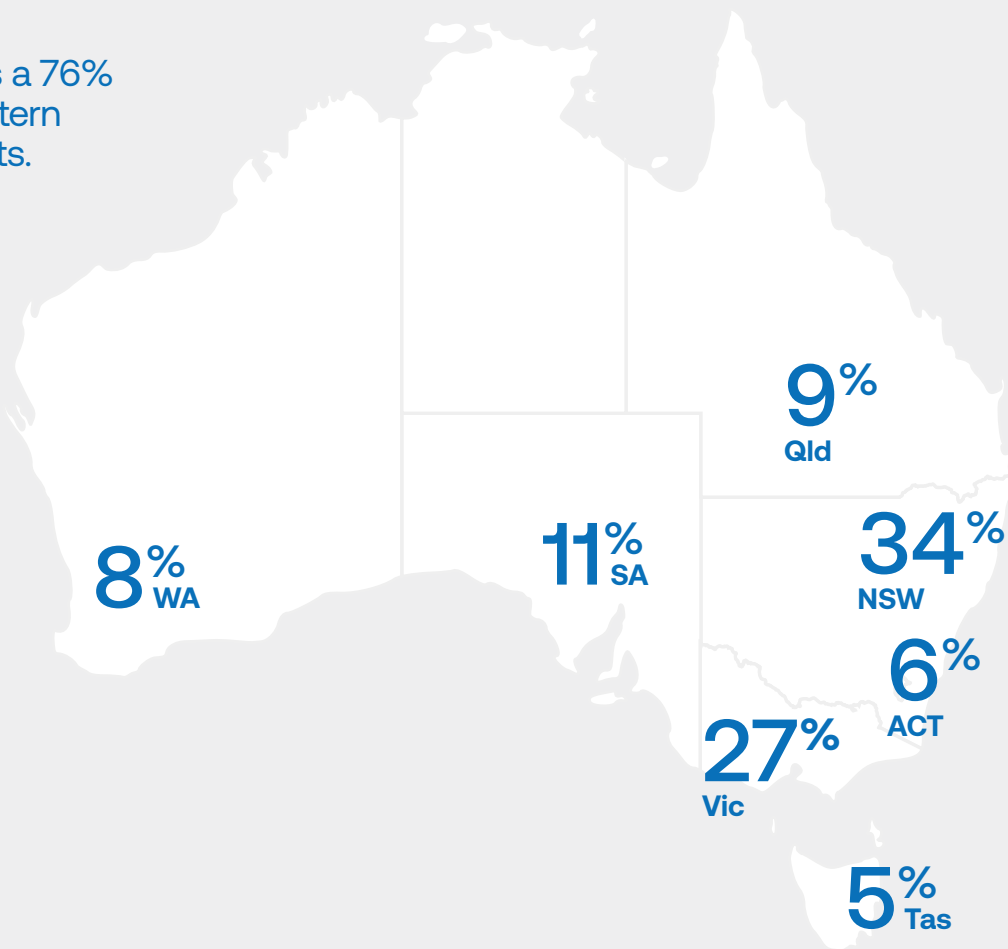 s a 76%
tern
ts.
9%
Qld
34%
NSW
11%
SA
8%
WA
6%
ACT
27%
Vic
5%
Tas